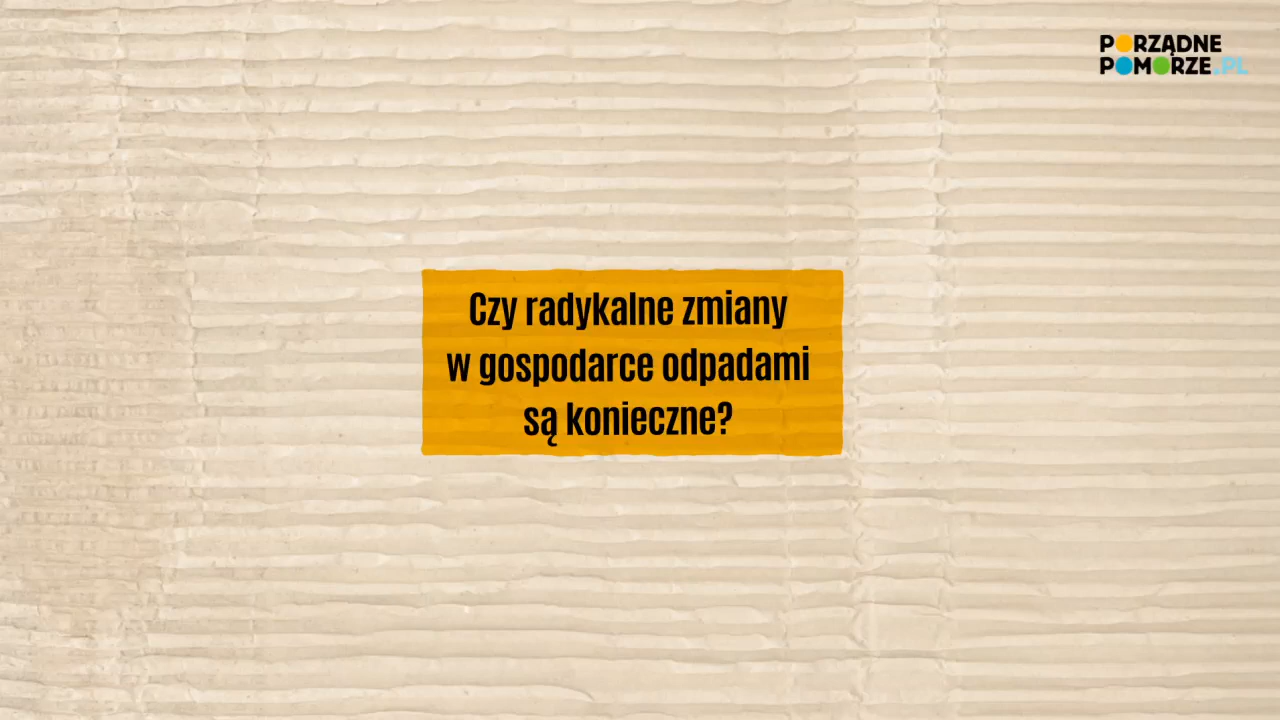 PORZĄDNE
POMORZE.PL
Czy radykalne zmiany
w gospodarce odpadami
są konieczne?